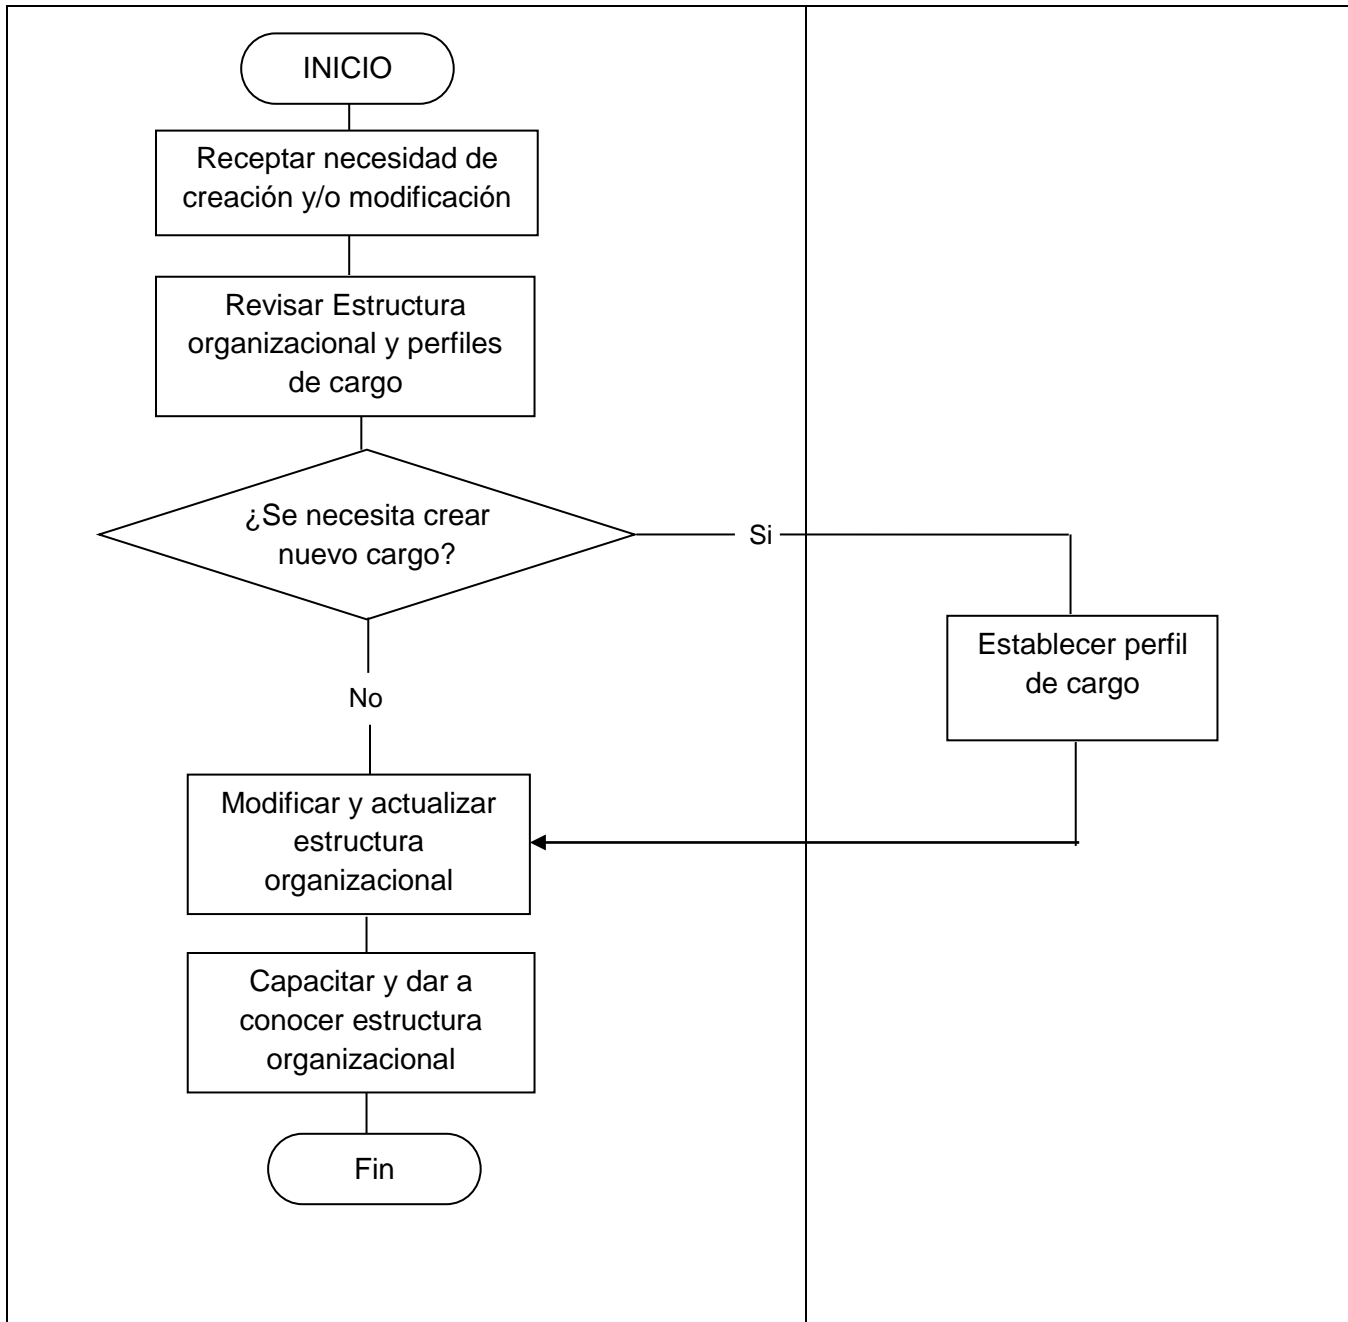 INICIO
Receptar necesidad de
creación y/o modificación
Revisar Estructura
organizacional y perfiles
de cargo
¿Se necesita crear
nuevo cargo?
Si
Establecer perfil
de cargo
No
Modificar y actualizar
estructura
organizacional
Capacitar y dar a
conocer estructura
organizacional
Fin